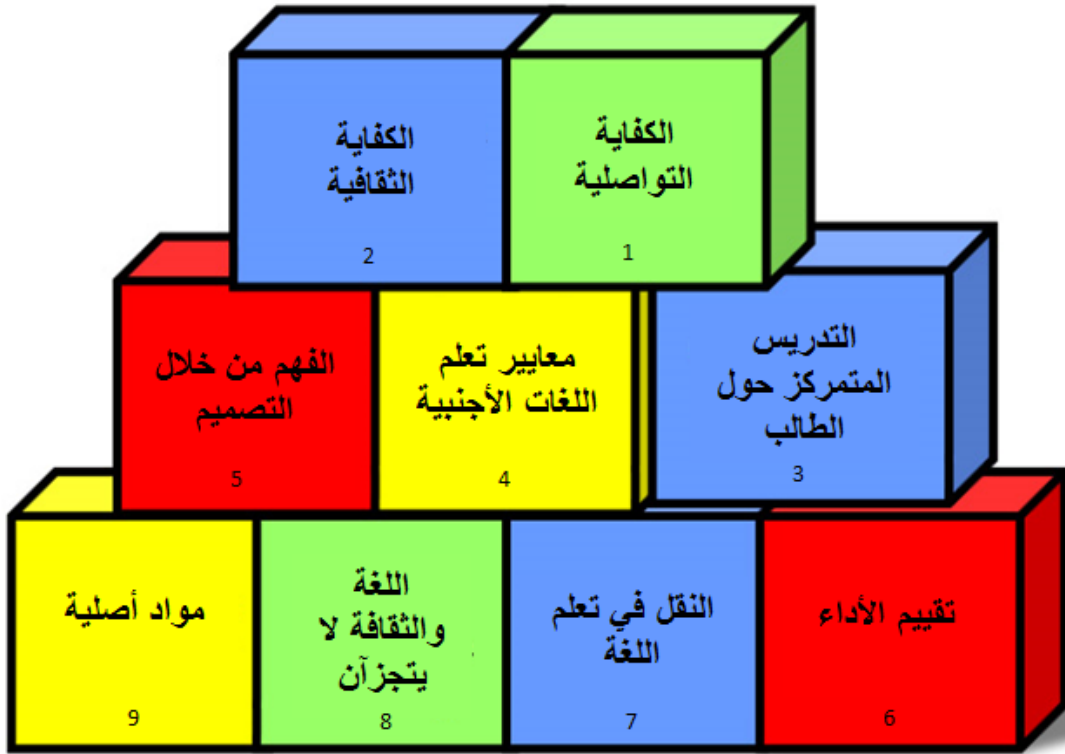 الكفاية
التواصلية
1
الكفاية
الثقافية
2
التدريس
المتمركز حول
الطالب
3
معايير تعلم
اللغات الأجنبية
4
الفهم من خلال
التصميم
5
تقييم الأداء
6
النقل في تعلم
اللغة
7
اللغة
والثقافة لا
يتجزآن
8
مواد أصلية
9